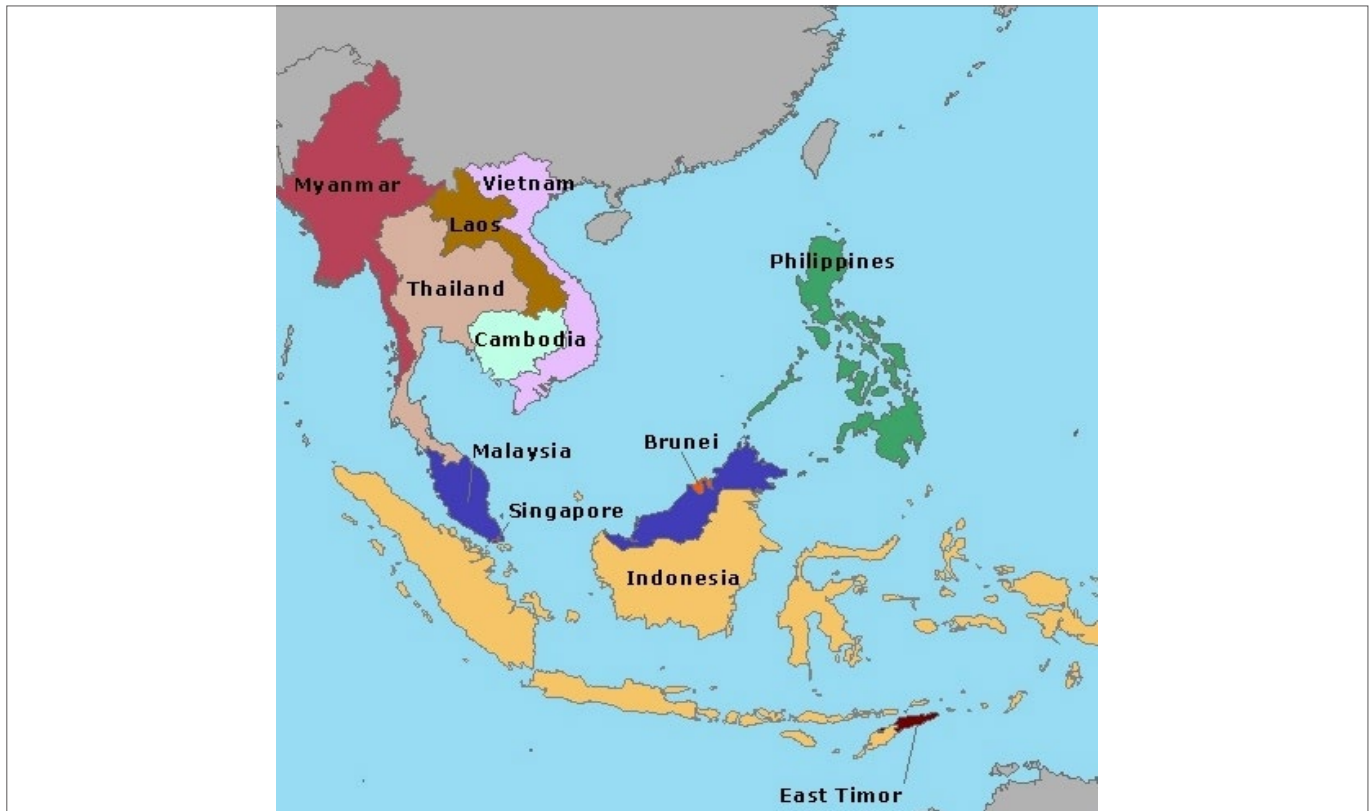 Myanmar
Vietnam
Laos
Philippines
Thailand
Cambodia
Malaysia
Brunei
Singapore
Indonesia
East Timor